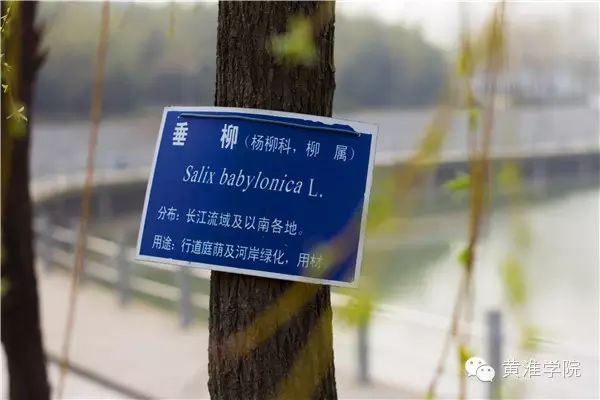 垂 柳（杨柳科，柳 属）
Salix babylonica L.
分布：长江流域及以南各地。
用途：行道庭荫及河岸绿化，用材
黄淮学院